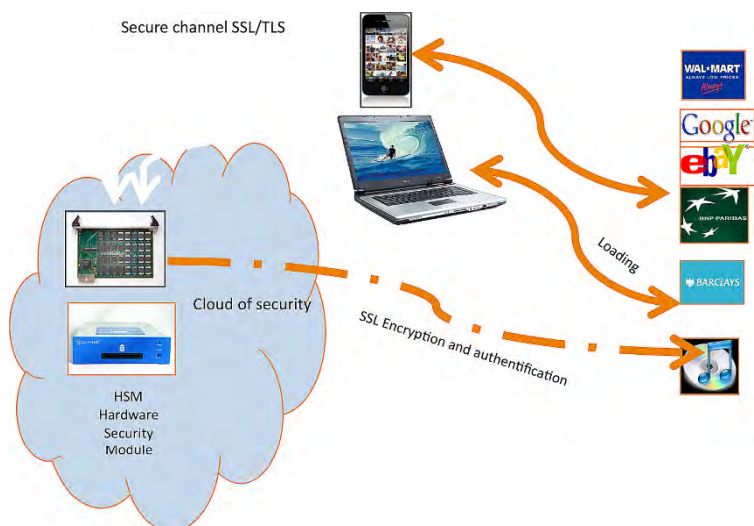 Secure channel SSL/TLS
WAL★MART
ALWAYS LOW PRICES.
Always!
Google
ebaY
BNP PARIBAS
Loading
BARCLAYS
Cloud of security
SSL Encryption and authentification
HSM
Hardware
Security
Module